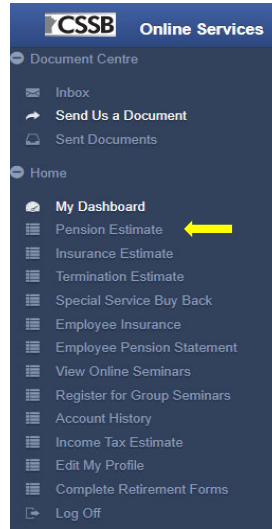 CSSB Online Services
Document Centre
Inbox
Send Us a Document
Sent Documents
Home
My Dashboard
Pension Estimate
Insurance Estimate
Termination Estimate
Special Service Buy Back
Employee Insurance
Employee Pension Statement
View Online Seminars
Register for Group Seminars
Account History
Income Tax Estimate
Edit My Profile
Complete Retirement Forms
Log Off